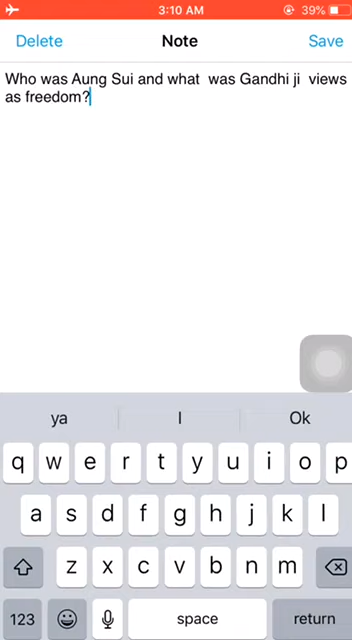 3:10 AM 39%
Delete Note Save
Who was Aung Sui and what  was Gandhi ji  views
as freedom?
ya I Ok
q w e r t y u i o p
a s d f g h j k l
z x c v b n m
123 space return